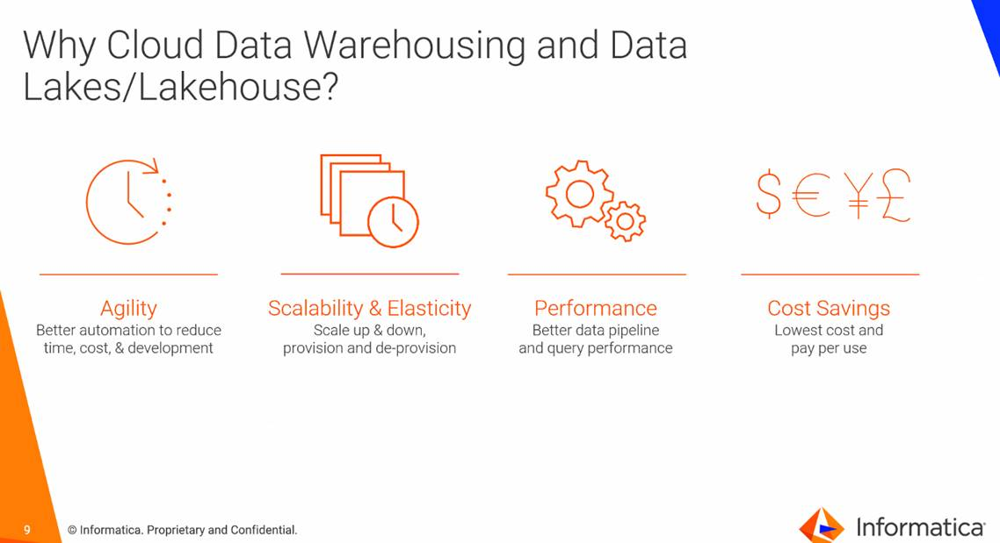 Why Cloud Data Warehousing and Data
Lakes/Lakehouse?
$ € ¥ £
Agility
Better automation to reduce
time, cost, & development
Scalability & Elasticity
Scale up & down,
provision and de-provision
Performance
Better data pipeline
and query performance
Cost Savings
Lowest cost and
pay per use
9
© Informatica. Proprietary and Confidential.
Informatica